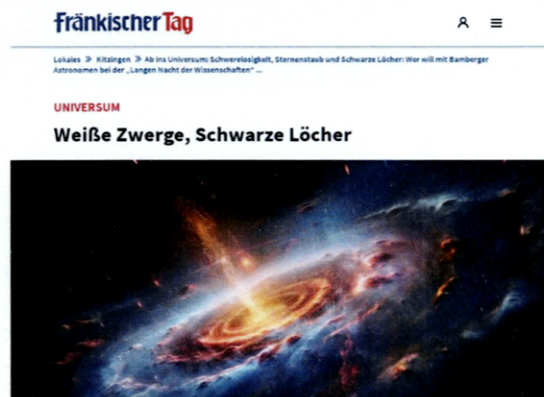 Fränkischer Tag
Lokales » Kitzingen » Ab ins Universum: Schwerelosigkeit, Sternenstaub und Schwarze Löcher: Wer will mit Bamberger
Astronomen bei der „Langen Nacht der Wissenschaften" ...
UNIVERSUM
Weiße Zwerge, Schwarze Löcher